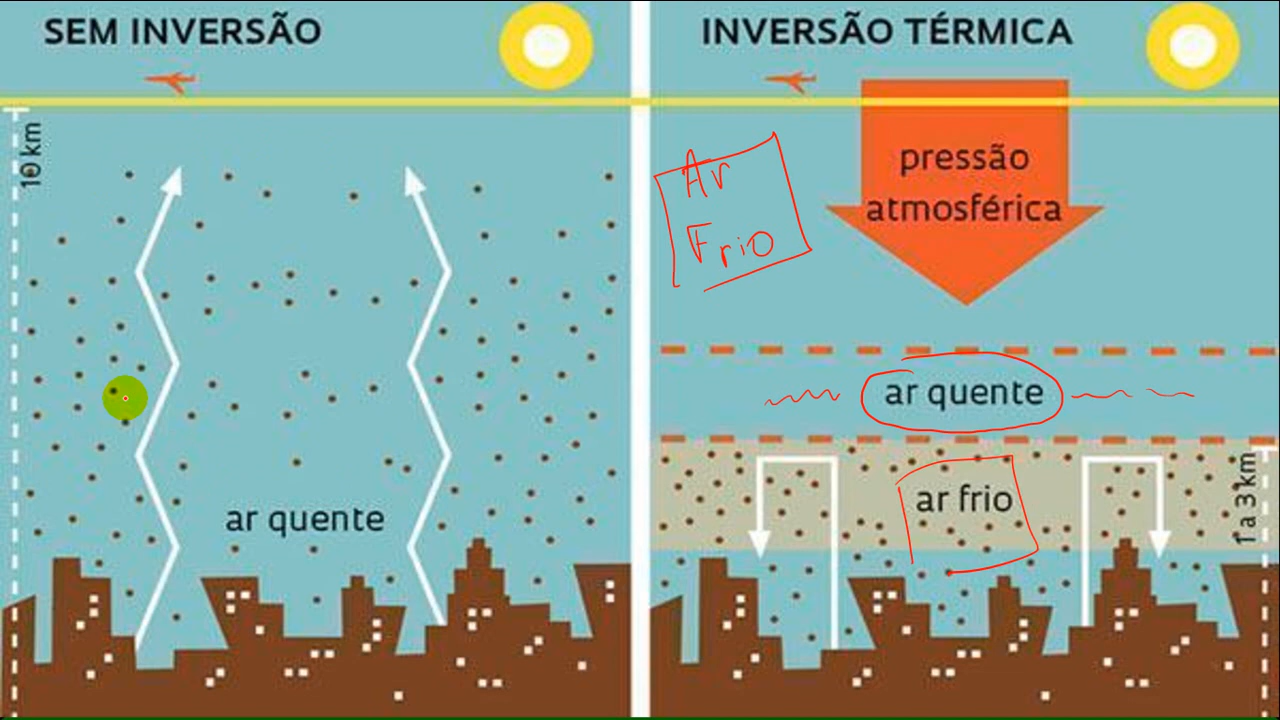 SEM INVERSÃO
10 km
ar quente
INVERSÃO TÉRMICA
pressão
atmosférica
Ar
Frio
ar quente
ar frio
1 a 3 km